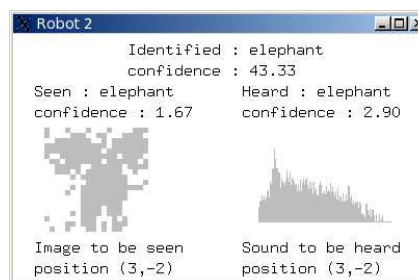 Robot 2
Identified : elephant
confidence : 43.33
Seen : elephant
confidence : 1.67
Heard : elephant
confidence : 2.90
Image to be seen
position (3,-2)
Sound to be heard
position (3,-2)